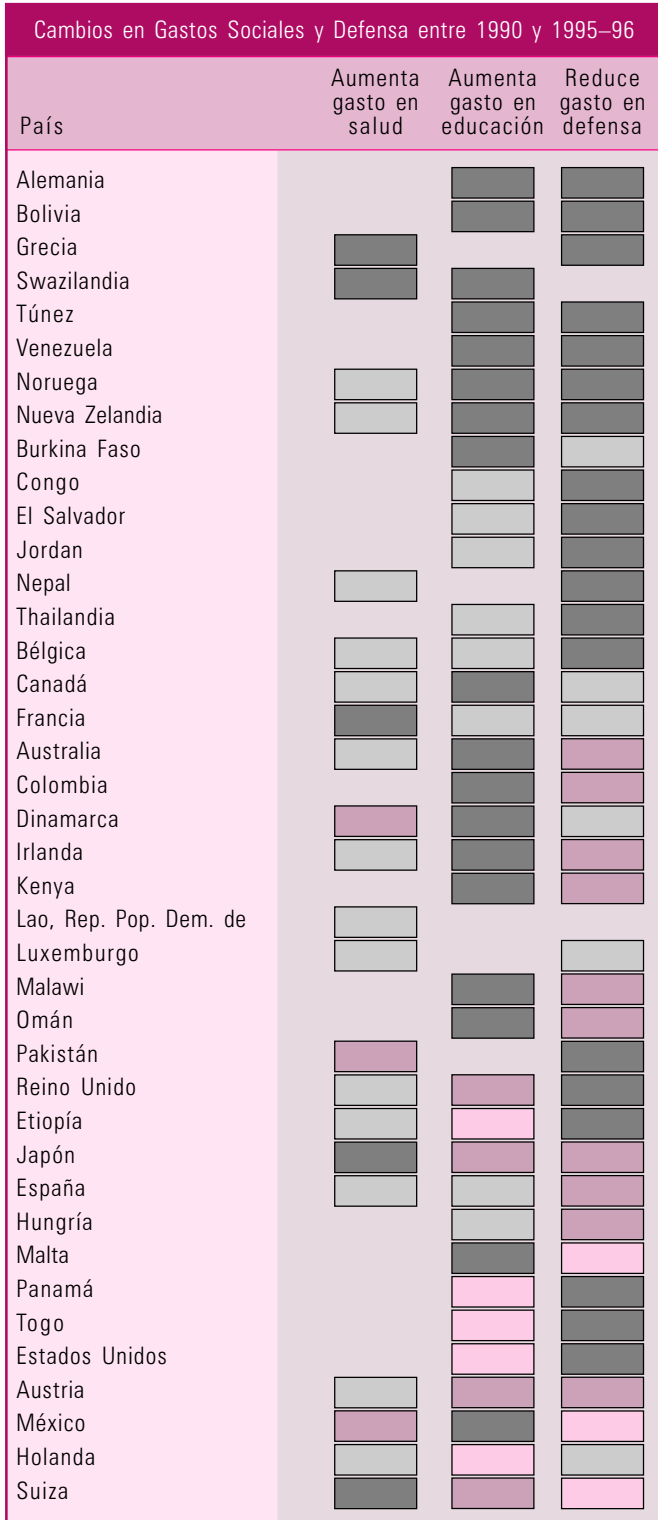 Cambios en Gastos Sociales y Defensa entre 1990 y 1995–96
País
Aumenta
gasto en
salud
Aumenta
gasto en
educación
Reduce
gasto en
defensa
Alemania
Bolivia
Grecia
Swazilandia
Túnez
Venezuela
Noruega
Nueva Zelandia
Burkina Faso
Congo
El Salvador
Jordan
Nepal
Thailandia
Bélgica
Canadá
Francia
Australia
Colombia
Dinamarca
Irlanda
Kenya
Lao, Rep. Pop. Dem. de
Luxemburgo
Malawi
Omán
Pakistán
Reino Unido
Etiopía
Japón
España
Hungría
Malta
Panamá
Togo
Estados Unidos
Austria
México
Holanda
Suiza